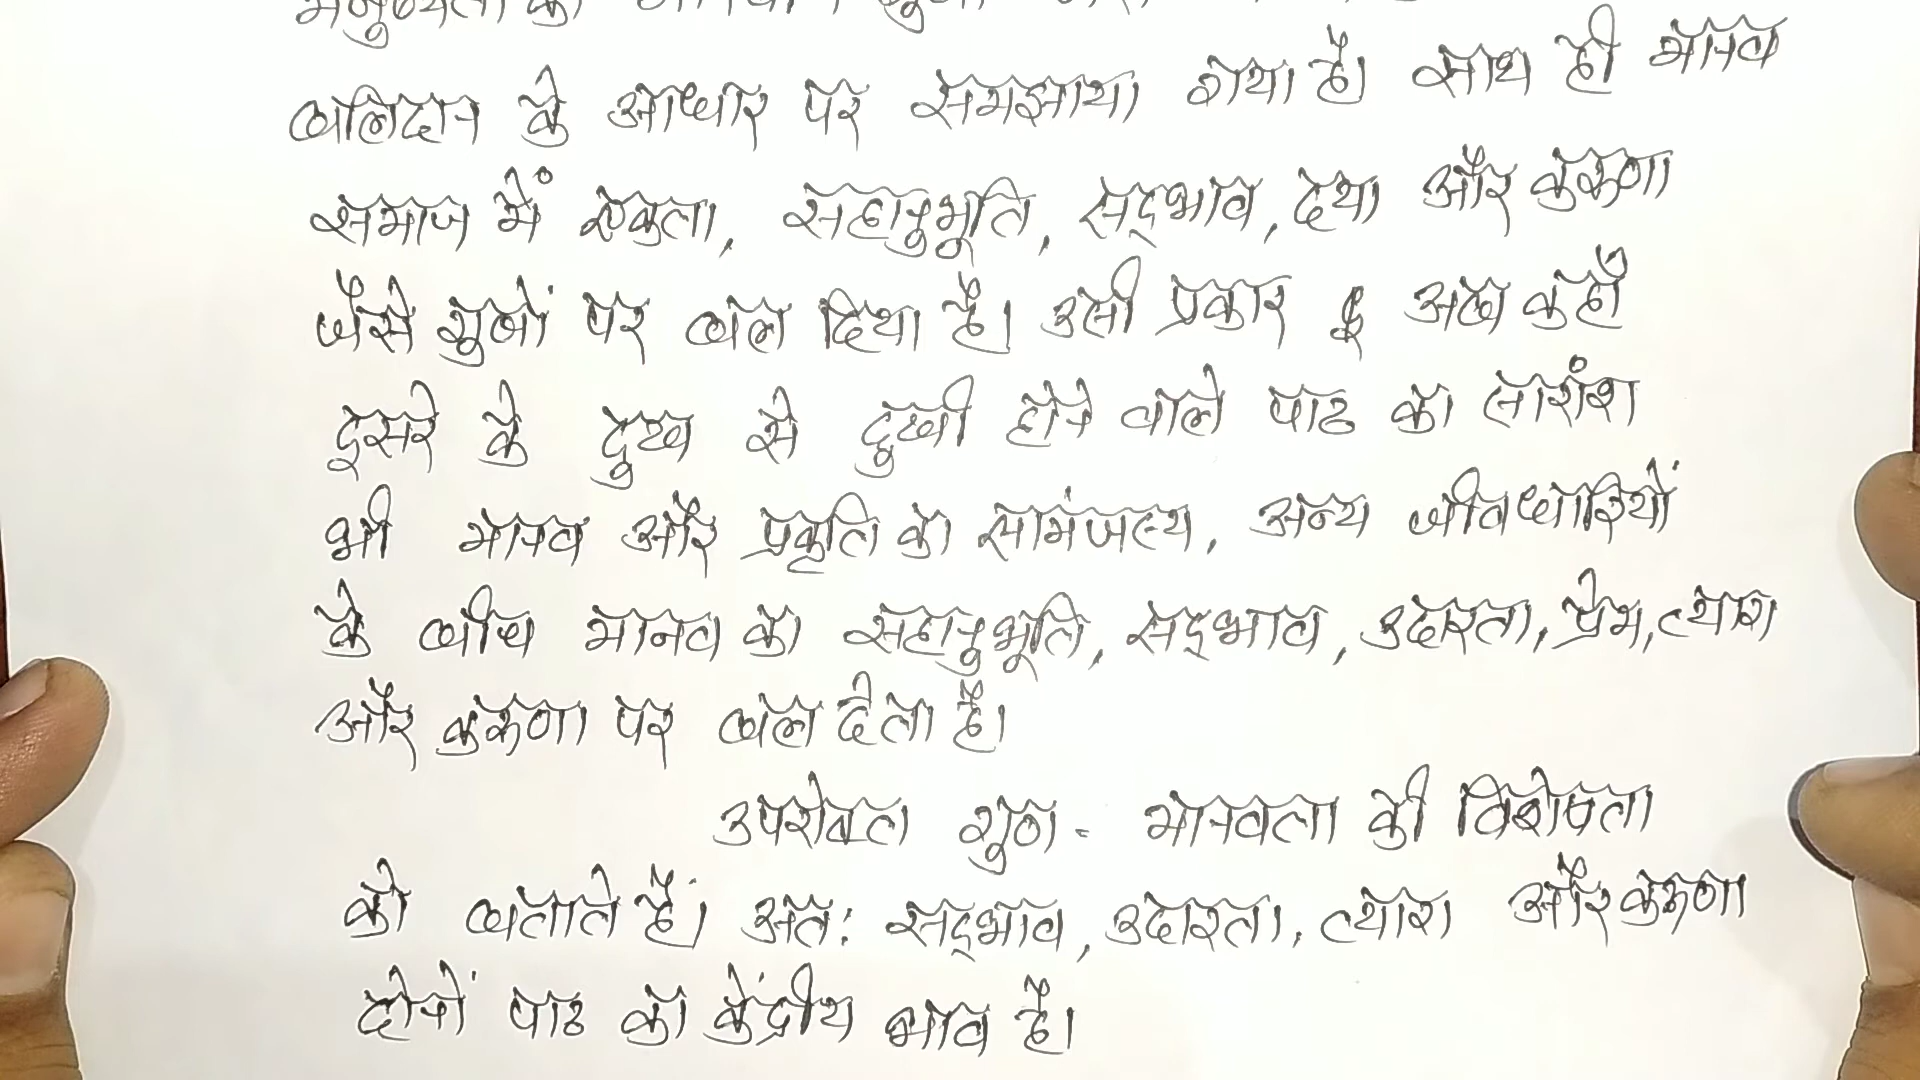 बलिदान के आधार पर समझाया गया है। साथ ही मानव
समाज में एकता, सहानुभूति, सद्भाव, दया और करुणा
जैसे गुणों पर बल दिया है। उसी प्रकार अब कहाँ
दूसरे के दुख से दुखी होने वाले पाठ का सारांश
भी मानव और प्रकृति का सामंजस्य, अन्य जीवधारियों
के बीच मानव का सहानुभूति, सद्भाव, उदारता, प्रेम, त्याग
और करुणा पर बल देता है।
उपरोक्त गुण - मानवता की विशेषता
को बताते हैं। अतः सद्भाव, उदारता, त्याग और करुणा
दोनों पाठ का केंद्रीय भाव है।